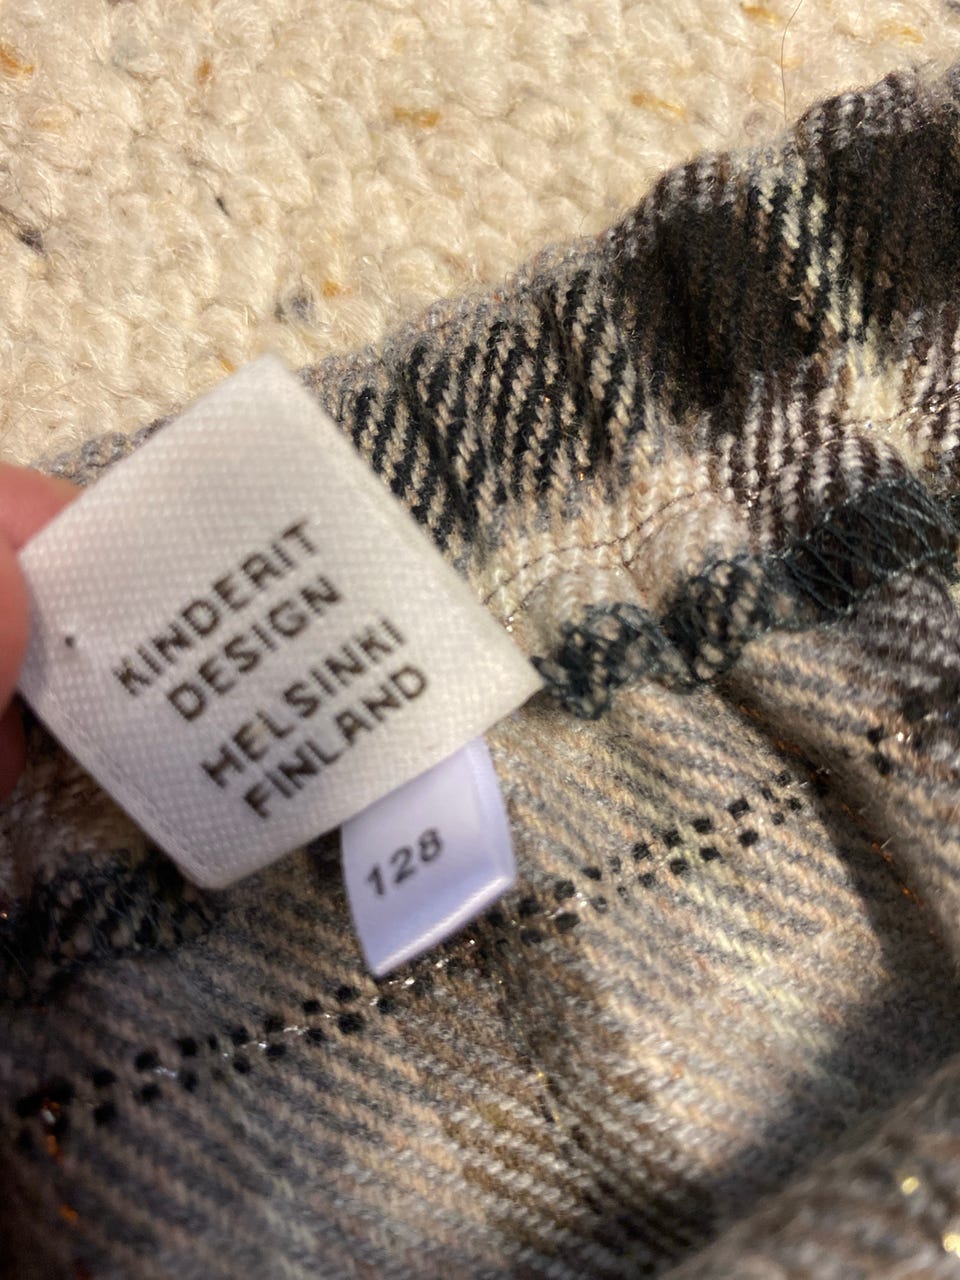 KINDERIT
DESIGN
HELSINKI
FINLAND
128